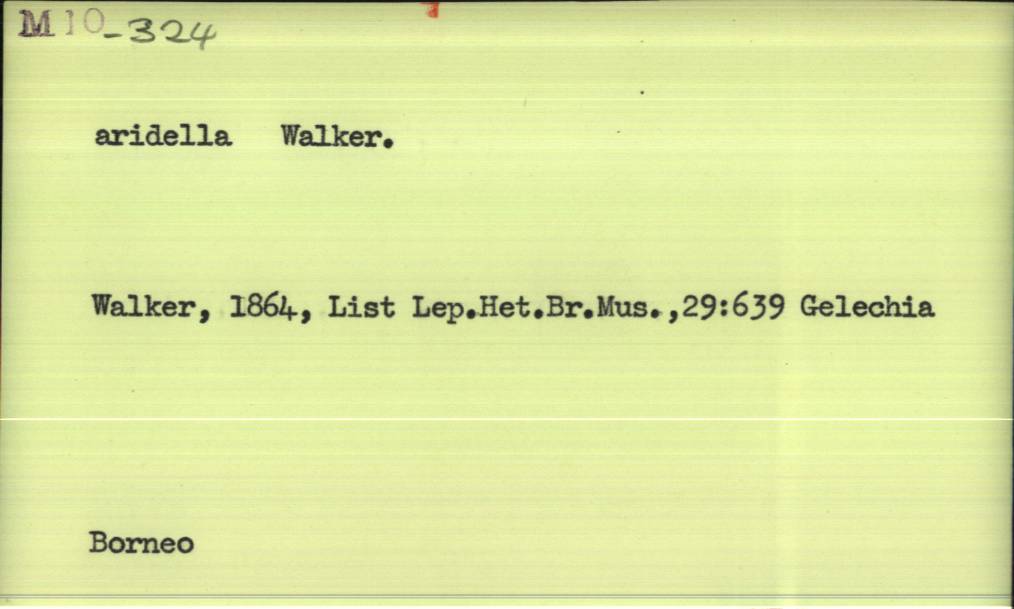 M10-324
aridella Walker.
Walker, 1864, List Lep.Het.Br.Mus.,29:639 Gelechia
Borneo